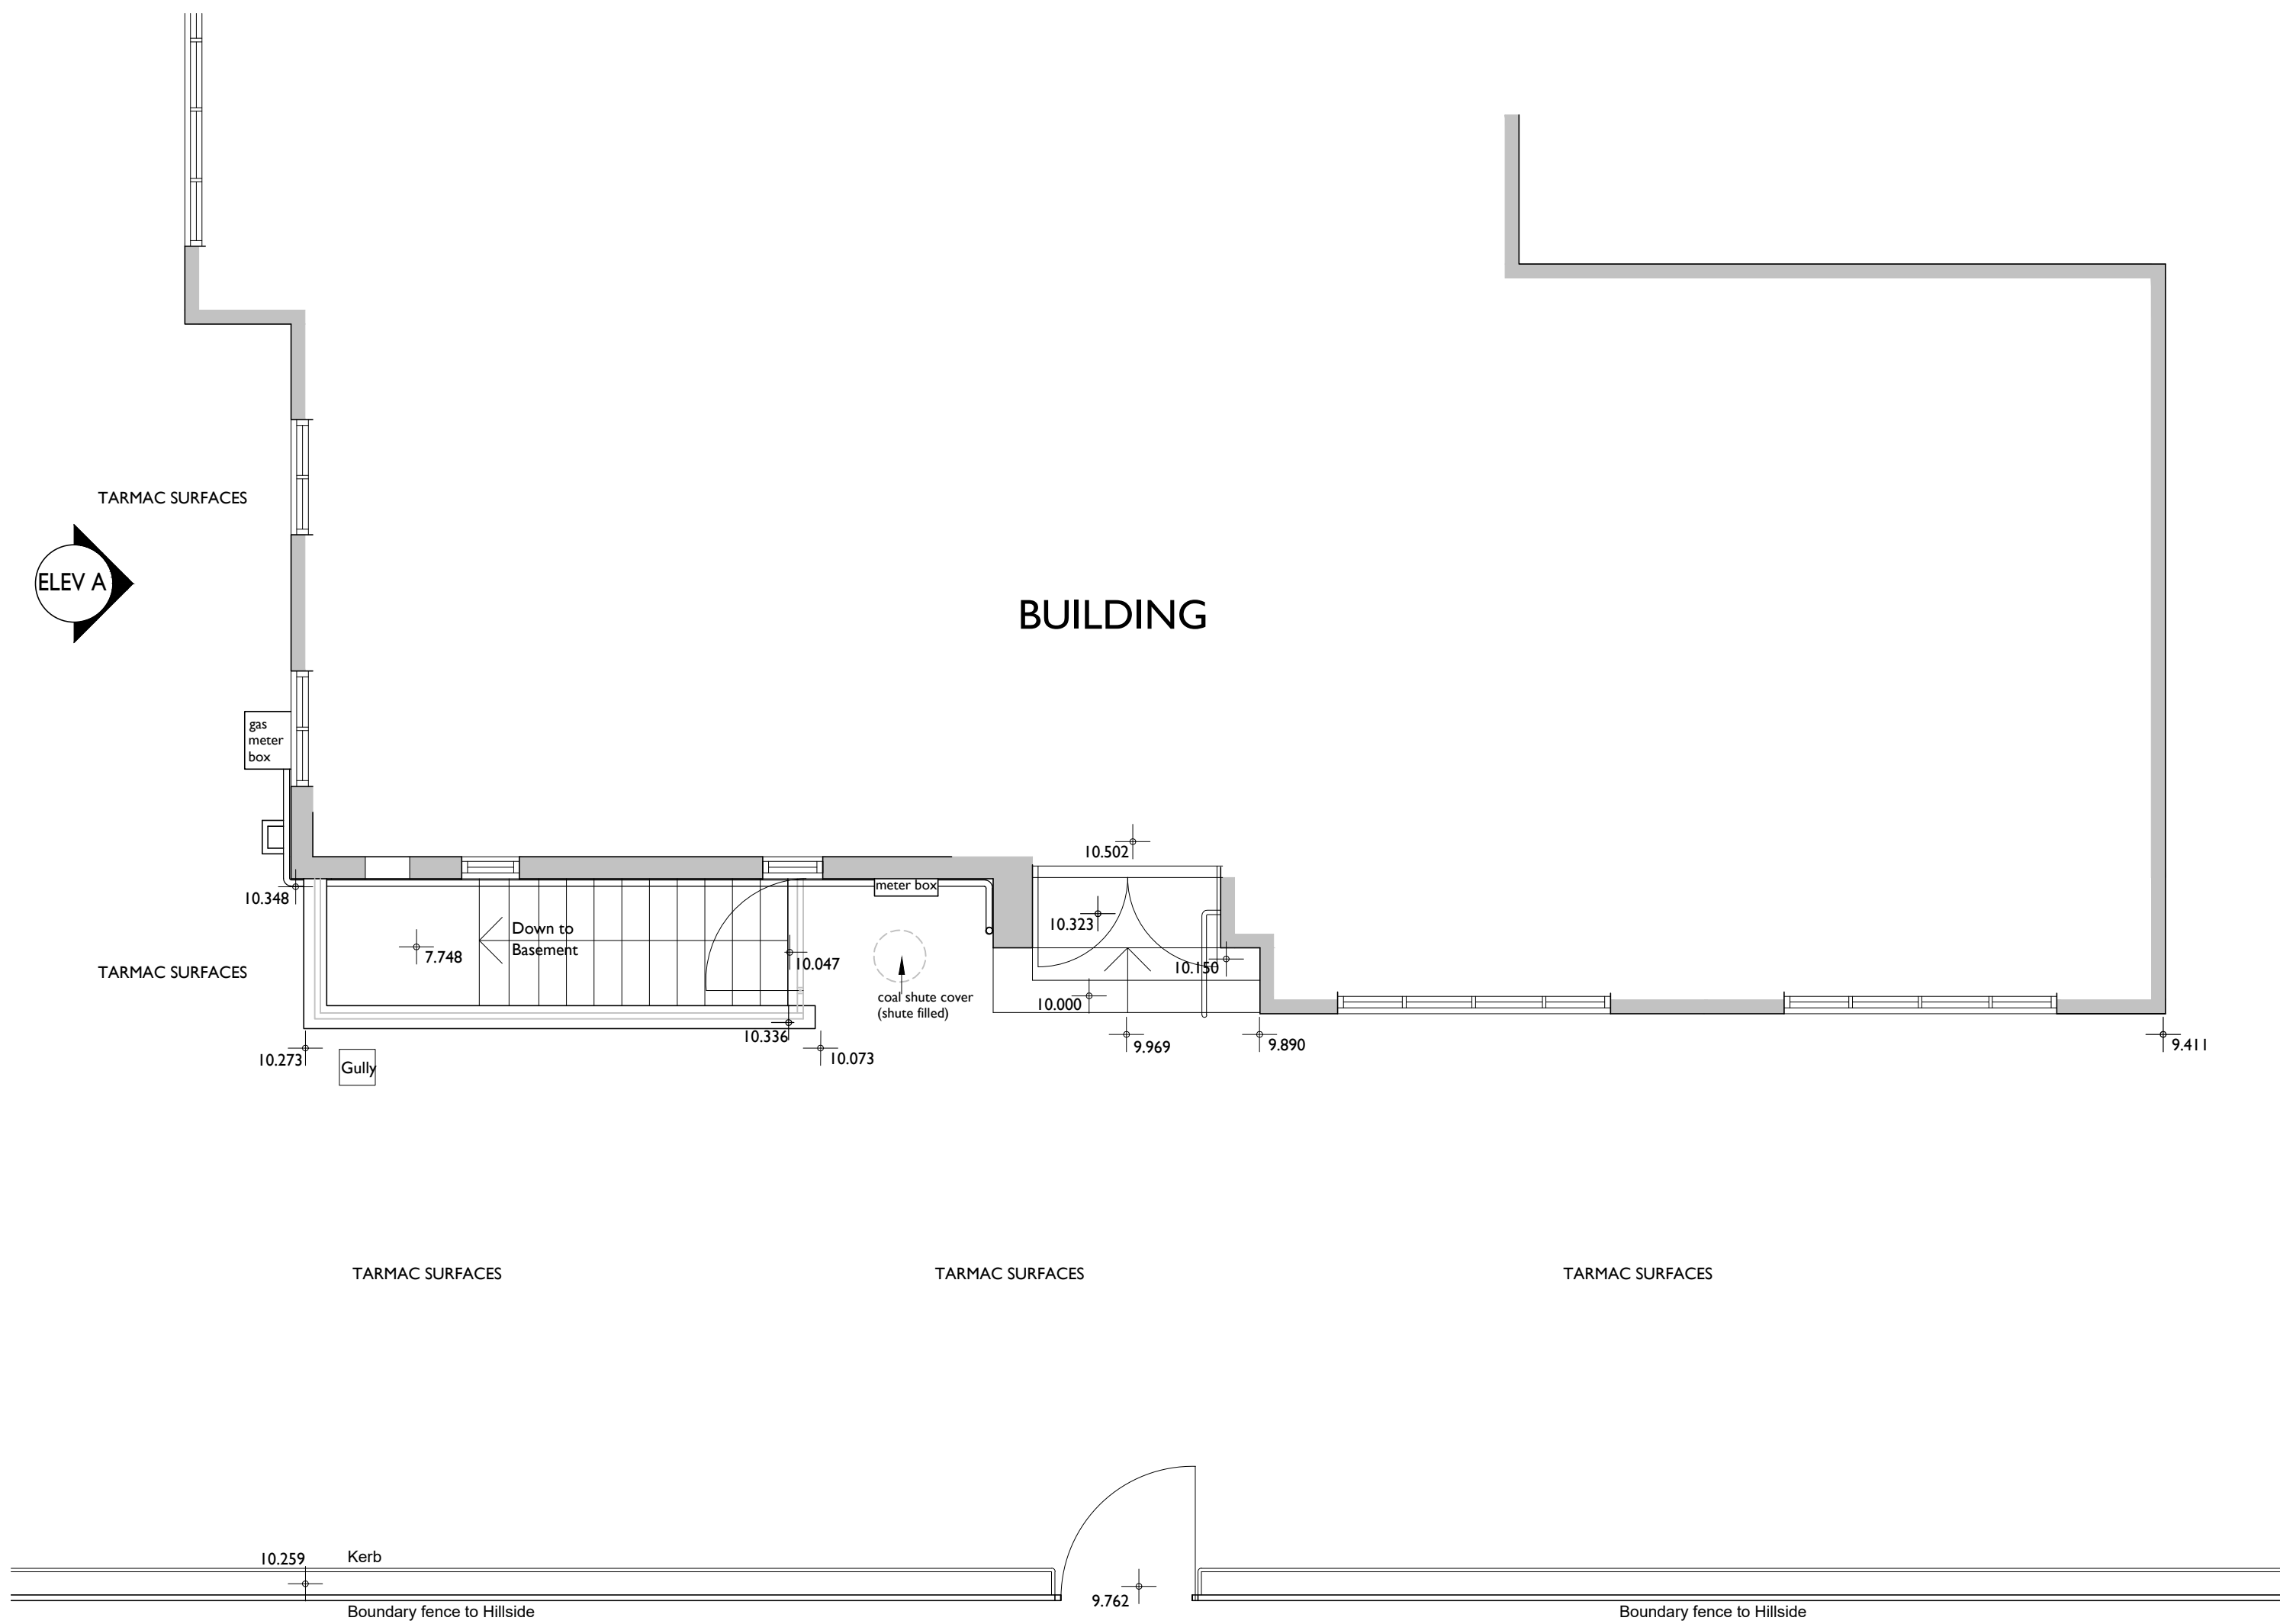 TARMAC SURFACES
ELEV A
BUILDING
gas
meter
box
10.502
10.348
meter box
10.323
Down to
Basement
7.748
10.047
10.150
TARMAC SURFACES
coal shute cover
(shute filled)
10.000
10.336
10.273
Gully
10.073
9.969
9.890
9.411
TARMAC SURFACES
TARMAC SURFACES
TARMAC SURFACES
10.259
Kerb
9.762
Boundary fence to Hillside
Boundary fence to Hillside